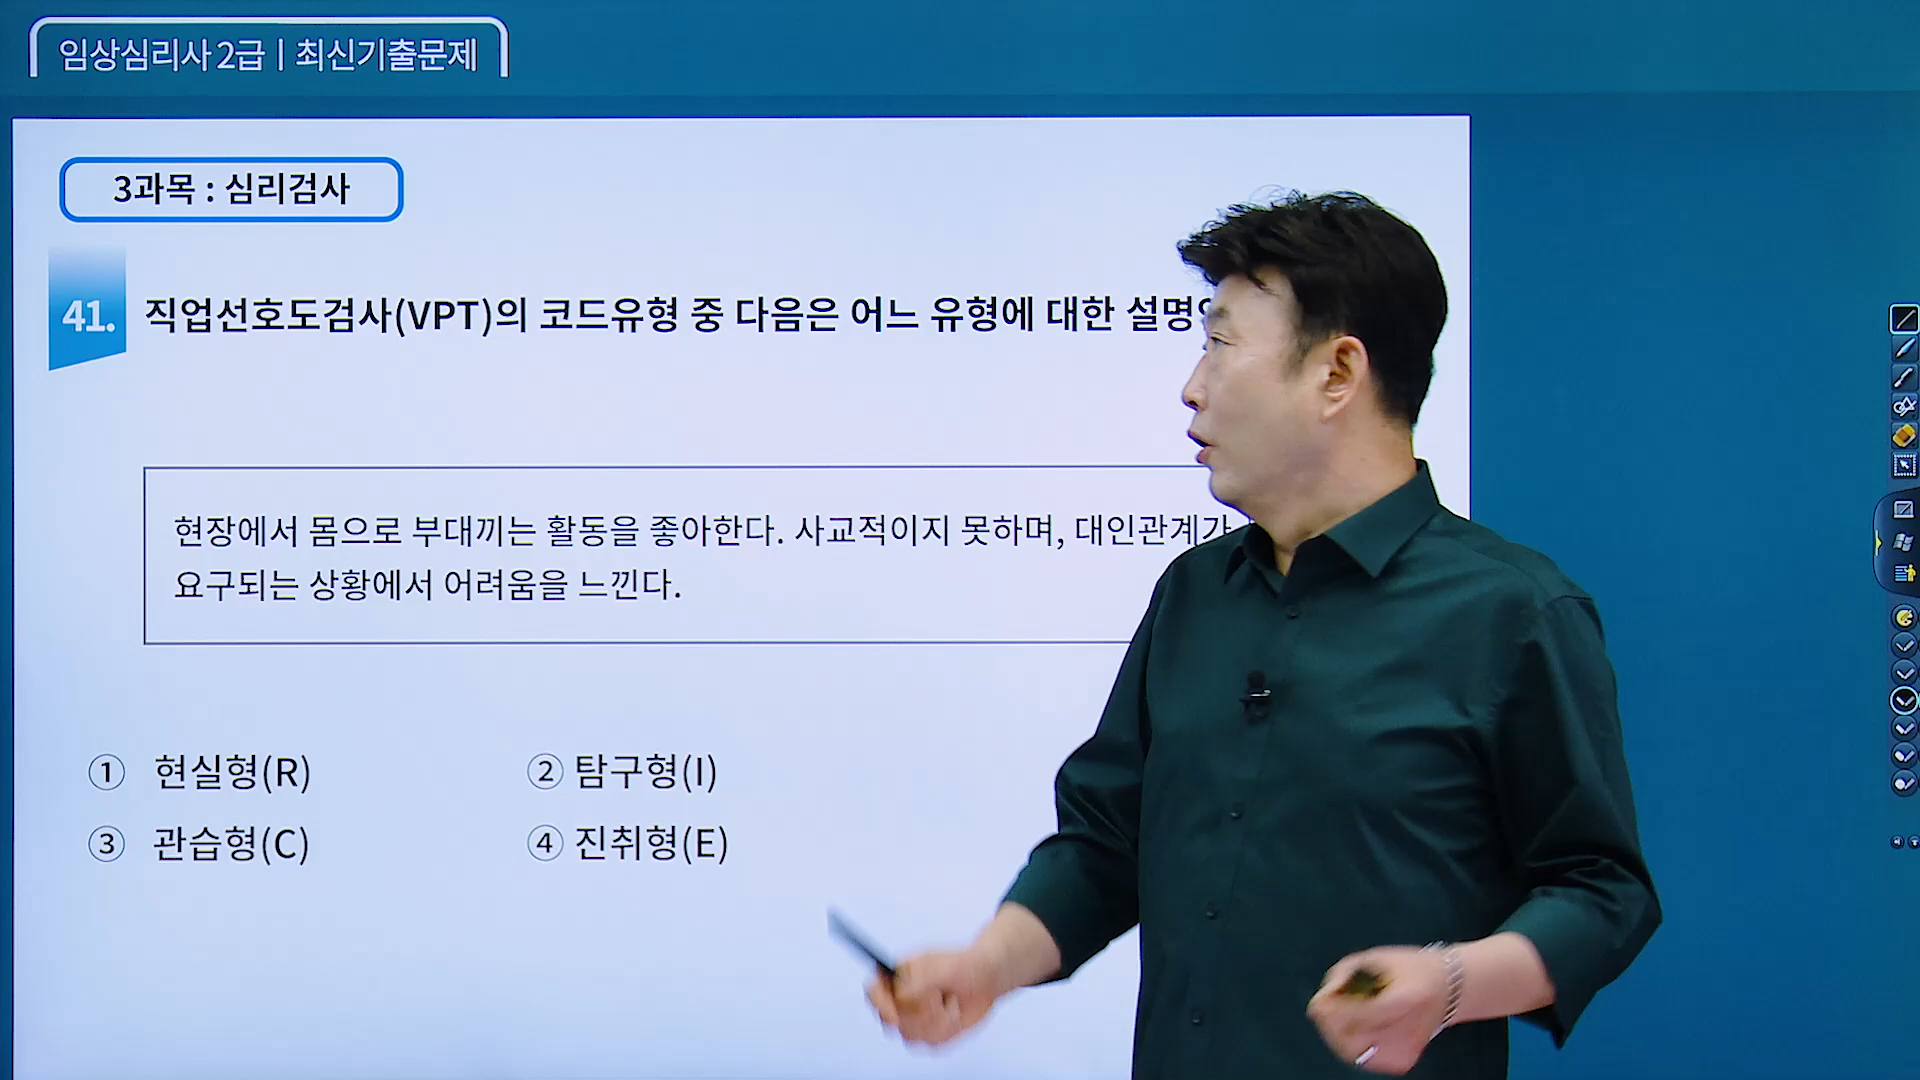 임상심리사 2급 | 최신기출문제
3과목 : 심리검사
41. 직업선호도검사(VPT)의 코드유형 중 다음은 어느 유형에 대한 설명
현장에서 몸으로 부대끼는 활동을 좋아한다. 사교적이지 못하며, 대인관계가
요구되는 상황에서 어려움을 느낀다.
① 현실형(R) ② 탐구형(I)
③ 관습형(C) ④ 진취형(E)